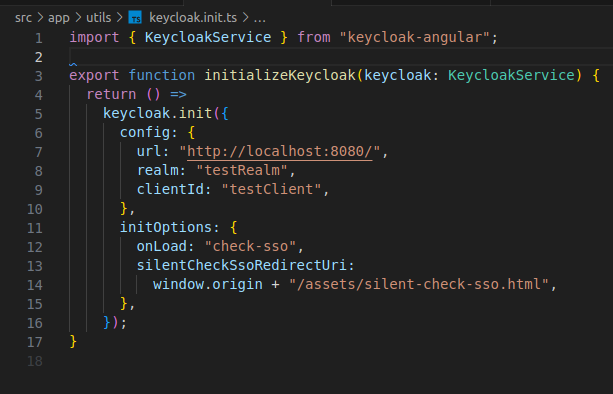 src > app > utils > TS keycloak.init.ts > ...
1 import { KeycloakService } from "keycloak-angular";
2
3 export function initializeKeycloak(keycloak: KeycloakService) {
4   return () =>
5     keycloak.init({
6       config: {
7         url: "http://localhost:8080/",
8         realm: "testRealm",
9         clientId: "testClient",
10       },
11       initOptions: {
12         onLoad: "check-sso",
13         silentCheckSsoRedirectUri:
14           window.origin + "/assets/silent-check-sso.html",
15       },
16     });
17 }
18